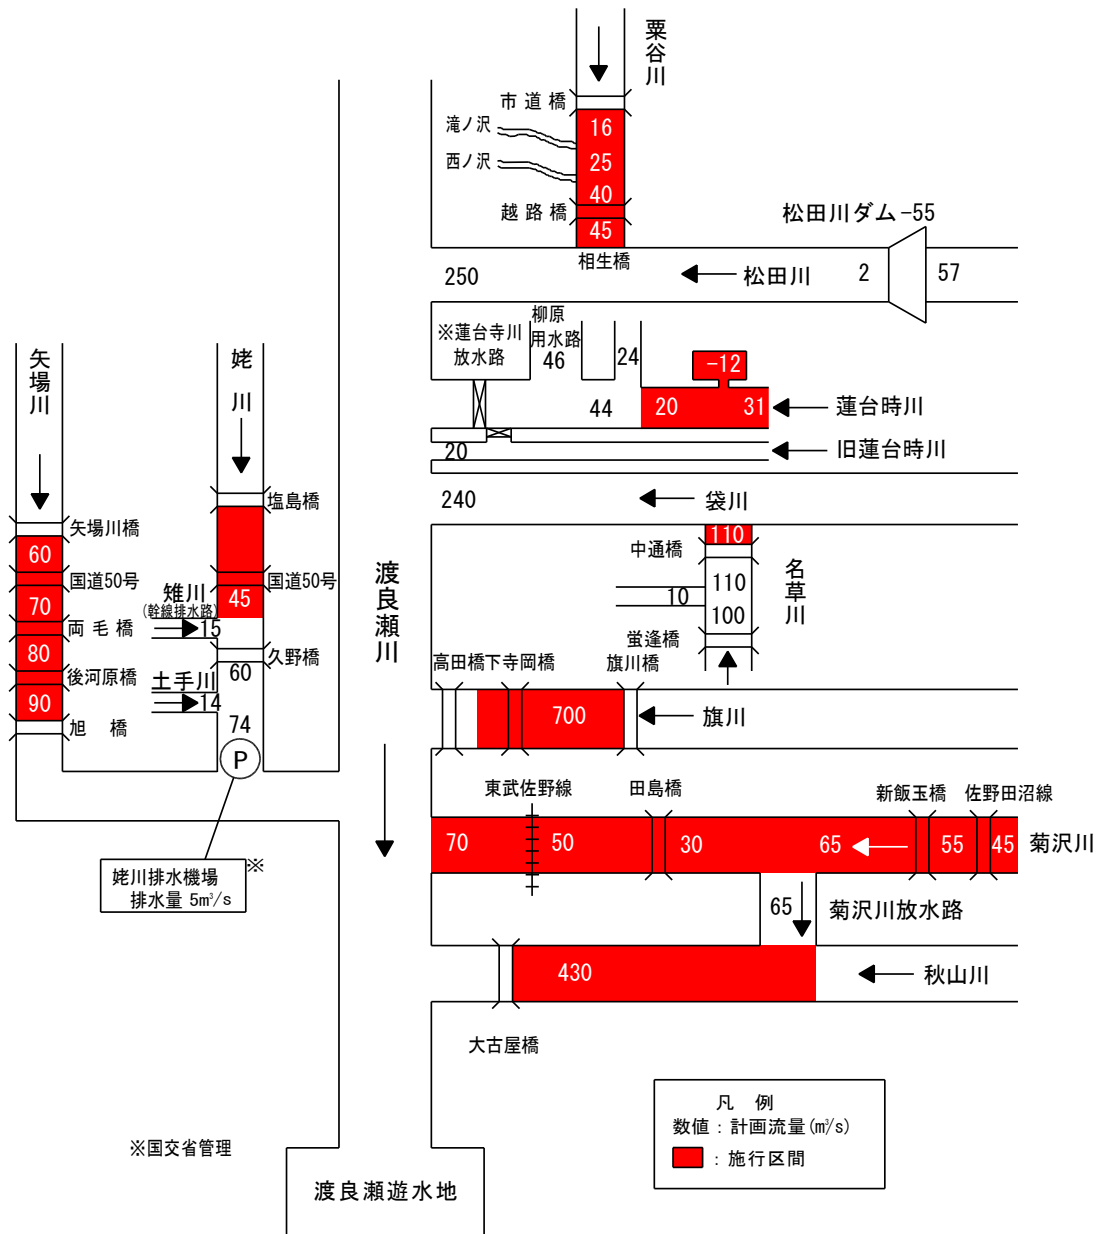 粟谷川
市道橋
滝ノ沢
16
西ノ沢
25
40
越路橋
45
相生橋
松田川ダム -55
250
松田川
2
57
柳原
用水路
46
※蓮台寺川
放水路
24
-12
44
20
31
蓮台時川
20
旧蓮台時川
240
袋川
矢場川
姥川
塩島橋
矢場川橋
60
国道50号
70
両毛橋
80
後河原橋
90
旭橋
国道50号
45
雉川
(幹線排水路)
15
久野橋
60
土手川
14
74
P
姥川排水機場
排水量 5m³/s
※
渡良瀬川
110
中通橋
110
10
100
名草川
蛍逢橋
高田橋
下寺岡橋
旗川橋
700
旗川
東武佐野線
田島橋
新飯玉橋
佐野田沼線
70
50
30
65
55
45
菊沢川
65
菊沢川放水路
430
秋山川
大古屋橋
凡例
数値:計画流量(m³/s)
:施行区間
※国交省管理
渡良瀬遊水地